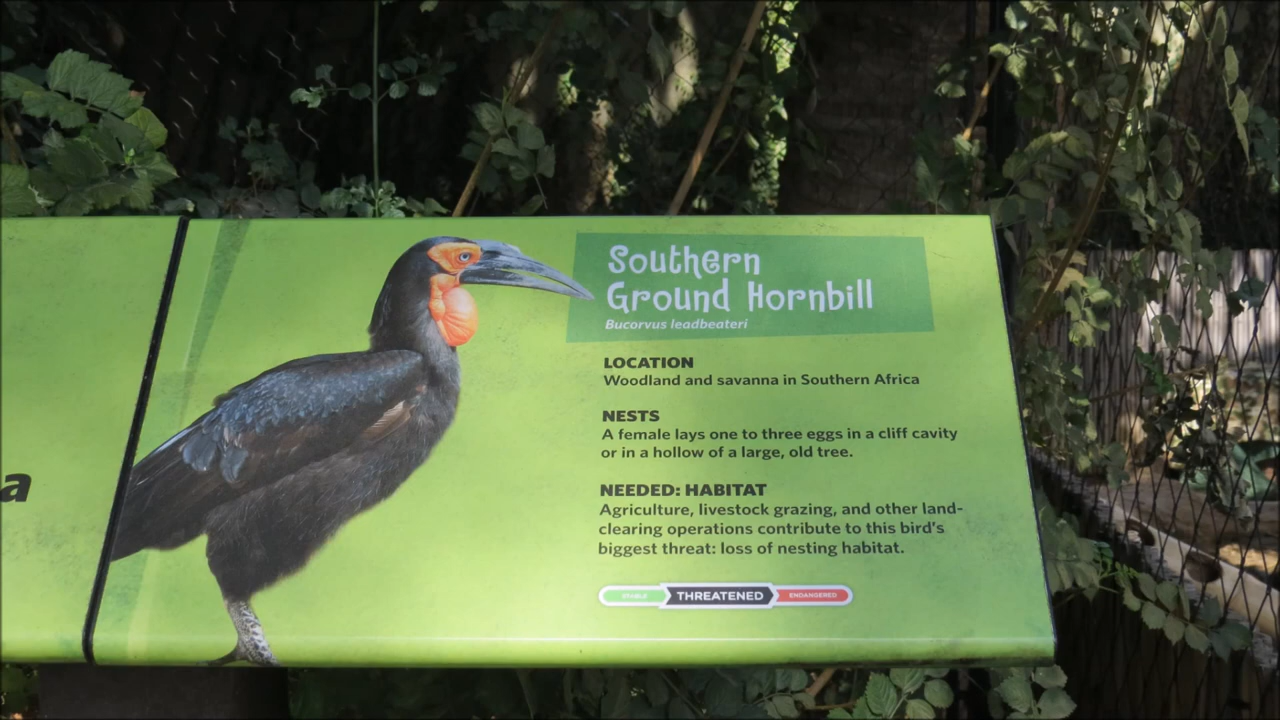 a
Southern
Ground Hornbill
Bucorvus leadbeateri
LOCATION
Woodland and savanna in Southern Africa
NESTS
A female lays one to three eggs in a cliff cavity
or in a hollow of a large, old tree.
NEEDED: HABITAT
Agriculture, livestock grazing, and other land-
clearing operations contribute to this bird's
biggest threat: loss of nesting habitat.
STABLE THREATENED ENDANGERED